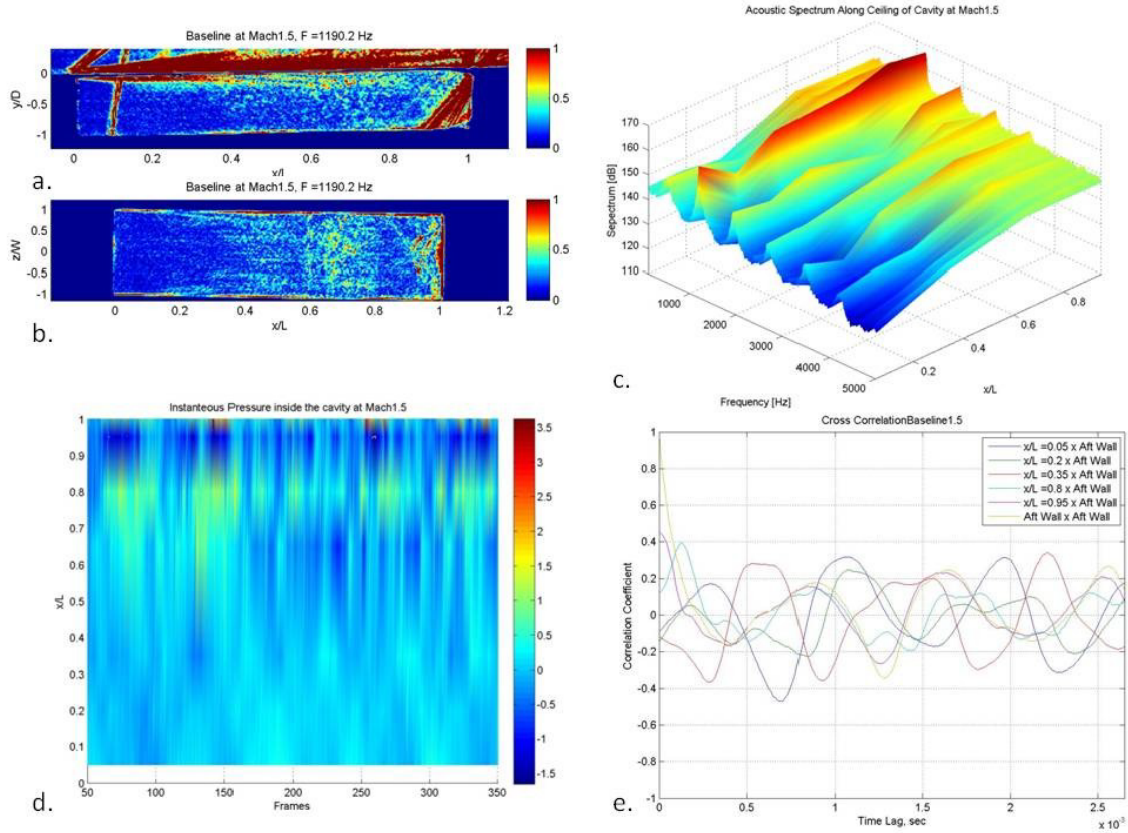 Baseline at Mach1.5, F =1190.2 Hz
y/D
0
-0.5
-1
0 0.2 0.4 0.6 0.8 1
x/L
1
0.5
0
a.
Baseline at Mach1.5, F =1190.2 Hz
z/W
1
0.5
0
-0.5
-1
0 0.2 0.4 0.6 0.8 1 1.2
x/L
1
0.5
0
b.
Acoustic Spectrum Along Ceiling of Cavity at Mach1.5
Sepectrum [dB]
170
160
150
140
130
120
110
1000
2000
3000
4000
5000
Frequency [Hz]
0.2
0.4
0.6
0.8
x/L
c.
Instanteous Pressure inside the cavity at Mach1.5
x/L
1
0.9
0.8
0.7
0.6
0.5
0.4
0.3
0.2
0.1
0
50 100 150 200 250 300 350
Frames
3.5
3
2.5
2
1.5
1
0.5
0
-0.5
-1
-1.5
d.
Cross CorrelationBaseline1.5
Correlation Coefficient
1
0.8
0.6
0.4
0.2
0
-0.2
-0.4
-0.6
-0.8
-1
x/L =0.05 x Aft Wall
x/L =0.2 x Aft Wall
x/L =0.35 x Aft Wall
x/L =0.8 x Aft Wall
x/L =0.95 x Aft Wall
Aft Wall x Aft Wall
0 0.5 1 1.5 2 2.5
Time Lag, sec
x 10⁻³
e.